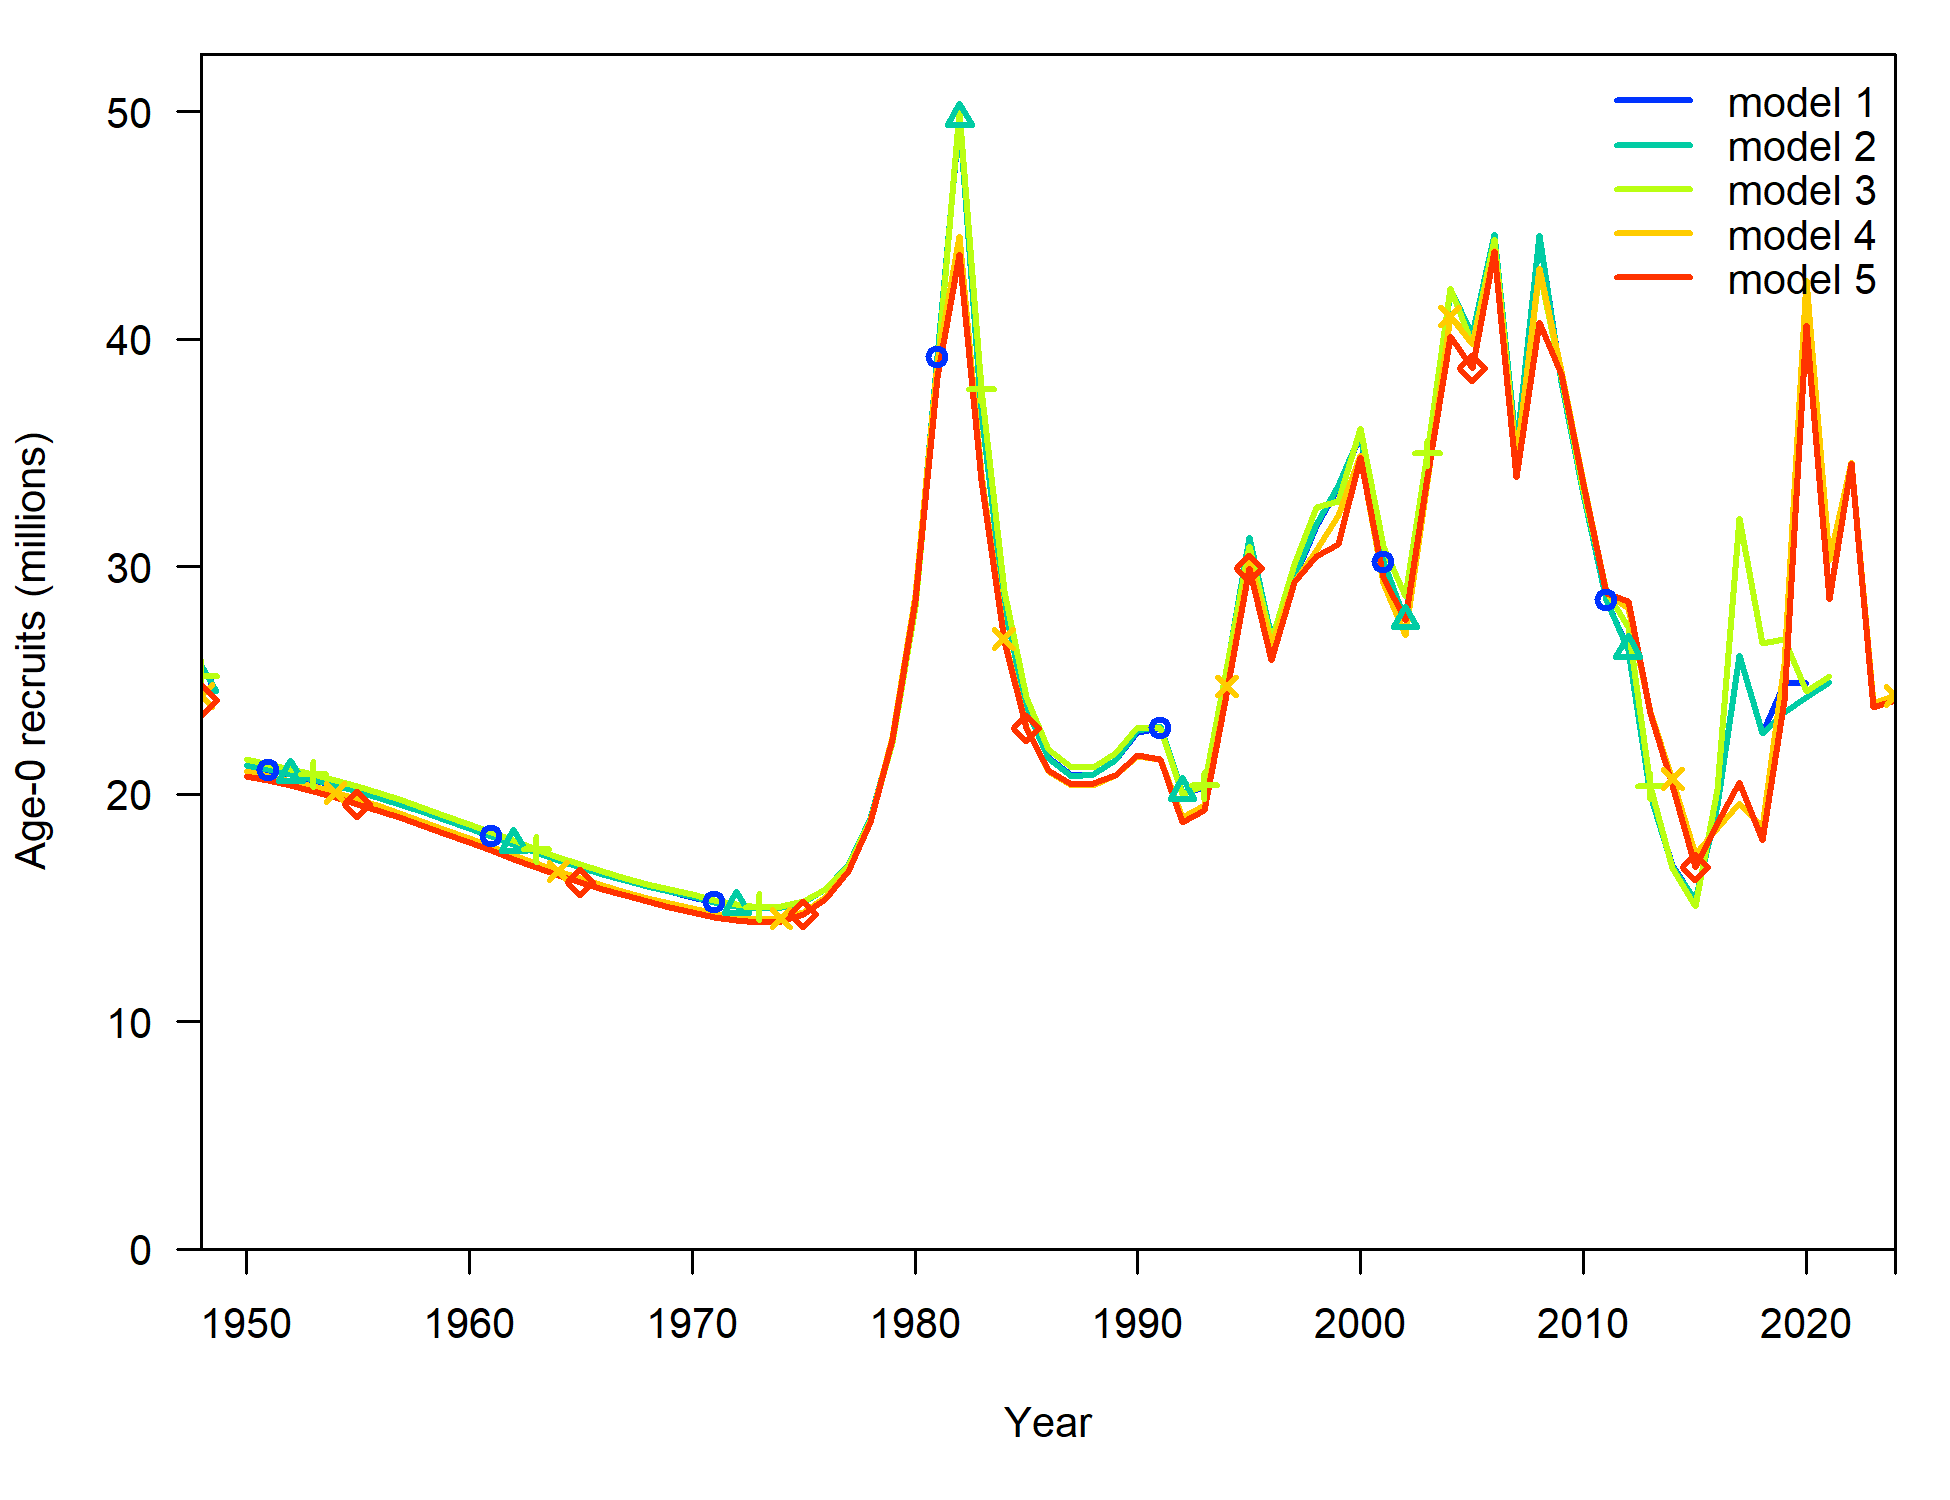 model 1
model 2
model 3
model 4
model 5
Age-0 recruits (millions)
50
40
30
20
10
0
1950 1960 1970 1980 1990 2000 2010 2020
Year